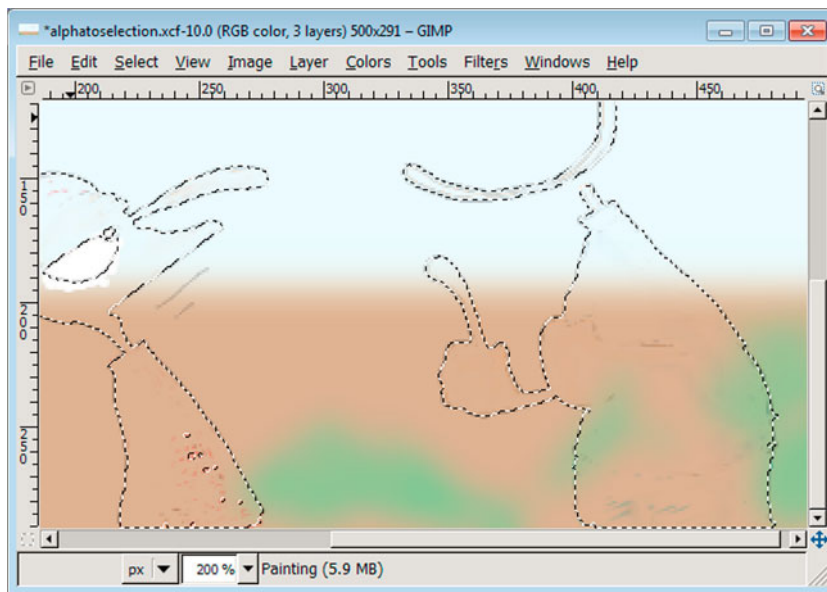 *alphatoselection.xcf-10.0 (RGB color, 3 layers) 500x291 – GIMP
File Edit Select View Image Layer Colors Tools Filters Windows Help
200 250 300 350 400 450
150
200
250
px 200 % Painting (5.9 MB)